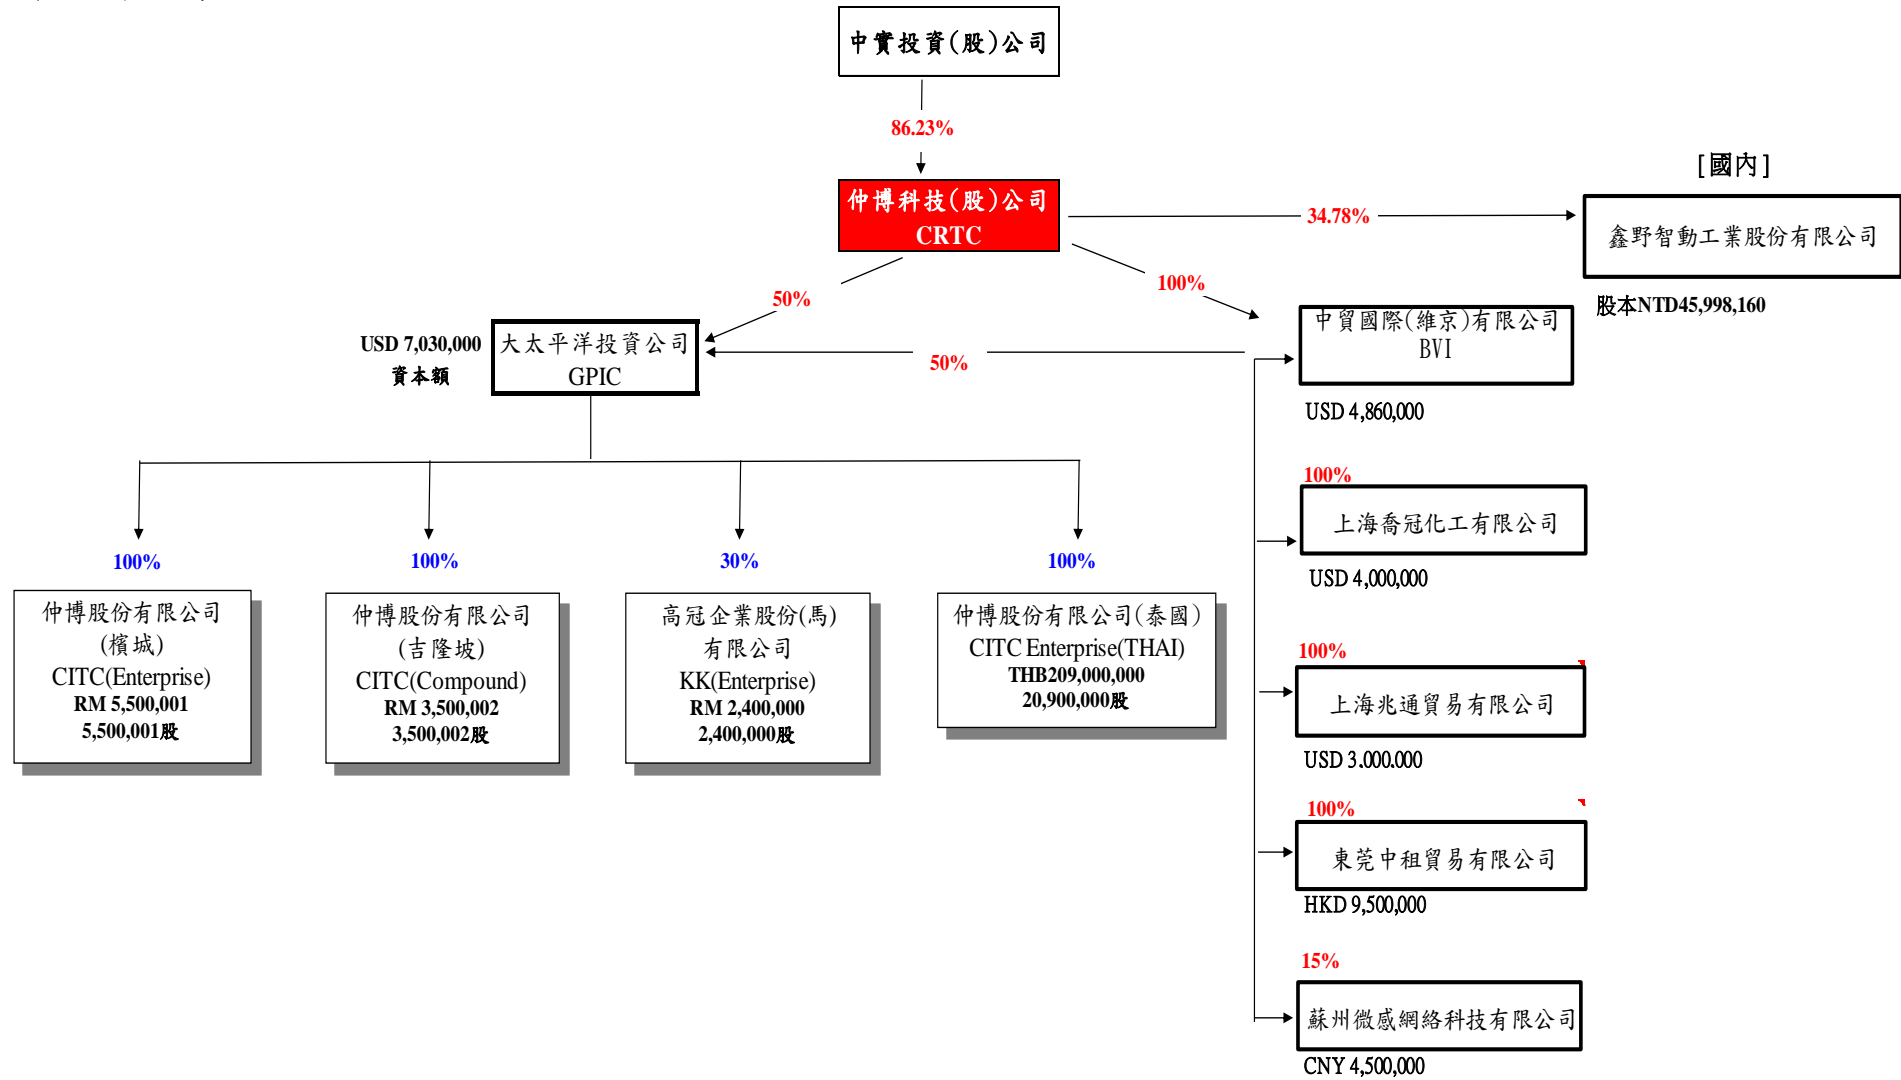 中實投資(股)公司
86.23%
仲博科技(股)公司
CRTC
34.78%
[國內]
鑫野智動工業股份有限公司
股本NTD45,998,160
50%
100%
USD 7,030,000
資本額
大太平洋投資公司
GPIC
50%
中貿國際(維京)有限公司
BVI
USD 4,860,000
100%
仲博股份有限公司
(檳城)
CITC(Enterprise)
RM 5,500,001
5,500,001股
100%
仲博股份有限公司
(吉隆坡)
CITC(Compound)
RM 3,500,002
3,500,002股
30%
高冠企業股份(馬)
有限公司
KK(Enterprise)
RM 2,400,000
2,400,000股
100%
仲博股份有限公司(泰國)
CITC Enterprise(THAI)
THB209,000,000
20,900,000股
100%
上海喬冠化工有限公司
USD 4,000,000
100%
上海兆通貿易有限公司
USD 3.000.000
100%
東莞中租貿易有限公司
HKD 9,500,000
15%
蘇州微感網絡科技有限公司
CNY 4,500,000